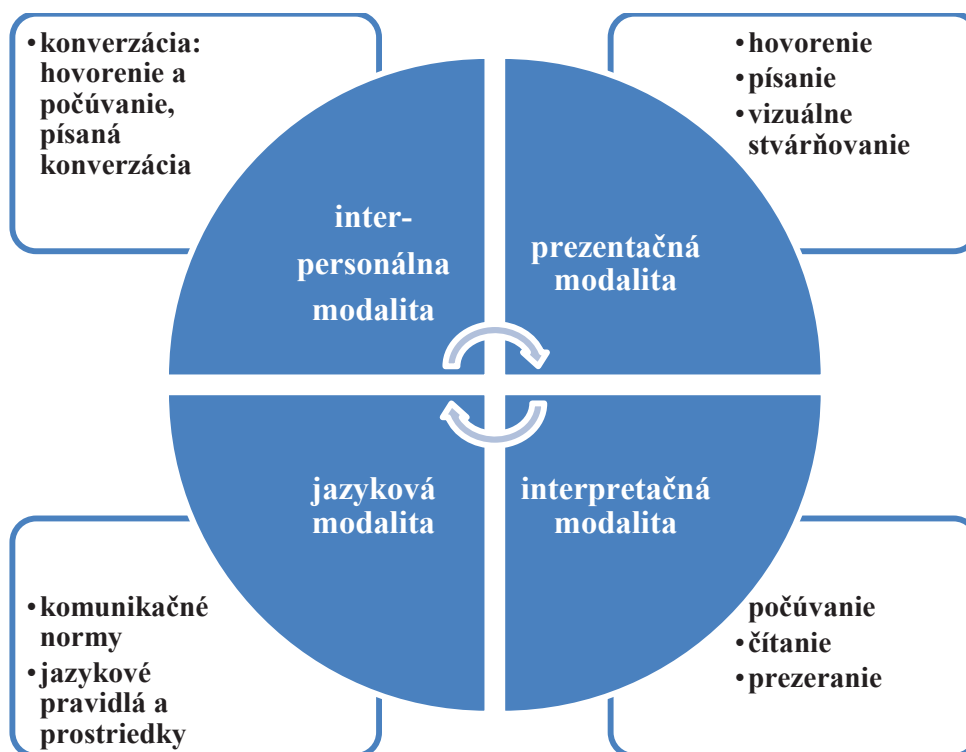 •konverzácia:
hovorenie a
počúvanie,
písaná
konverzácia
•hovorenie
•písanie
•vizuálne
stvárňovanie
inter-
personálna
modalita
prezentačná
modalita
jazyková
modalita
interpretačná
modalita
•komunikačné
normy
•jazykové
pravidlá a
prostriedky
počúvanie
•čítanie
•prezeranie